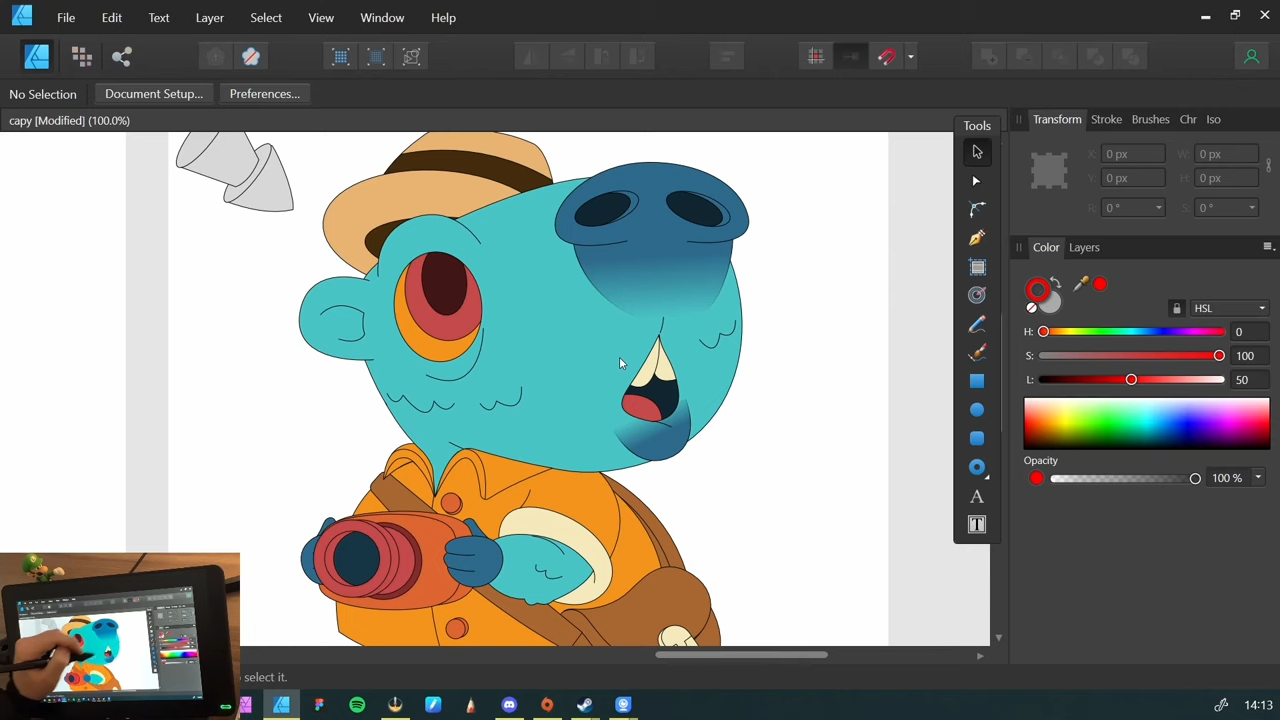 File Edit Text Layer Select View Window Help
No Selection Document Setup... Preferences...
capy [Modified] (100.0%)
Tools
A
T
Transform Stroke Brushes Chr Iso
X: 0 px W: 0 px
Y: 0 px H: 0 px
R: 0 ° S: 0 °
Color Layers
HSL
H: 0
S: 100
L: 50
Opacity
100 %
o select it.
14:13